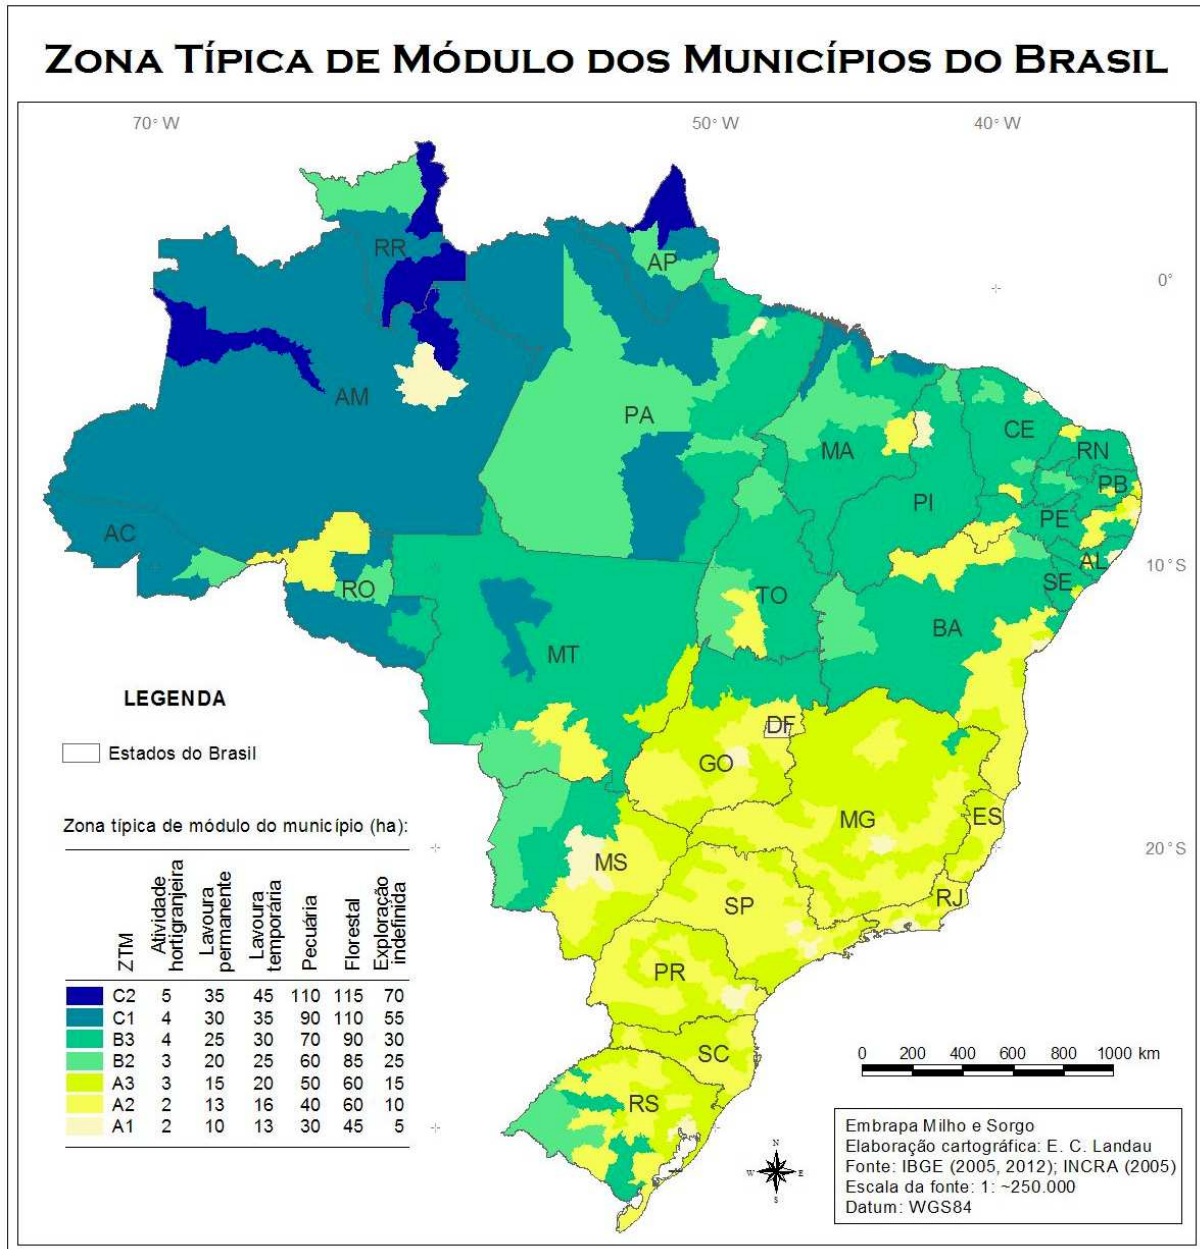 ZONA TÍPICA DE MÓDULO DOS MUNICÍPIOS DO BRASIL
70° W 50° W 40° W
RR
AP
0°
AM
PA
MA
CE
RN
PB
PI
PE
AC
AL
10° S
RO
TO
SE
BA
MT
LEGENDA
DF
Estados do Brasil
GO
MG
ES
Zona típica de módulo do município (ha):
MS
20° S
SP
RJ
PR
SC
RS
ZTM
Atividade hortigranjeira
Lavoura permanente
Lavoura temporária
Pecuária
Florestal
Exploração indefinida
C2 5 35 45 110 115 70
C1 4 30 35 90 110 55
B3 4 25 30 70 90 30
B2 3 20 25 60 85 25
A3 3 15 20 50 60 15
A2 2 13 16 40 60 10
A1 2 10 13 30 45 5
0 200 400 600 800 1000 km
N
W E
S
Embrapa Milho e Sorgo
Elaboração cartográfica: E. C. Landau
Fonte: IBGE (2005, 2012); INCRA (2005)
Escala da fonte: 1: ~250.000
Datum: WGS84